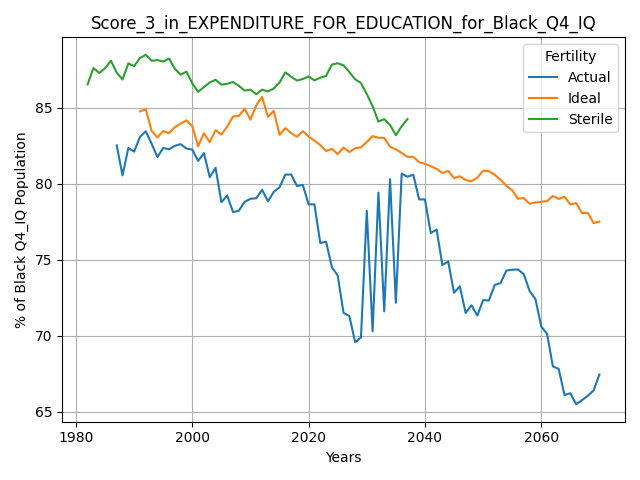 Score_3_in_EXPENDITURE_FOR_EDUCATION_for_Black_Q4_IQ
Fertility
Actual
Ideal
Sterile
% of Black Q4_IQ Population
85
80
75
70
65
1980
2000
2020
2040
2060
Years